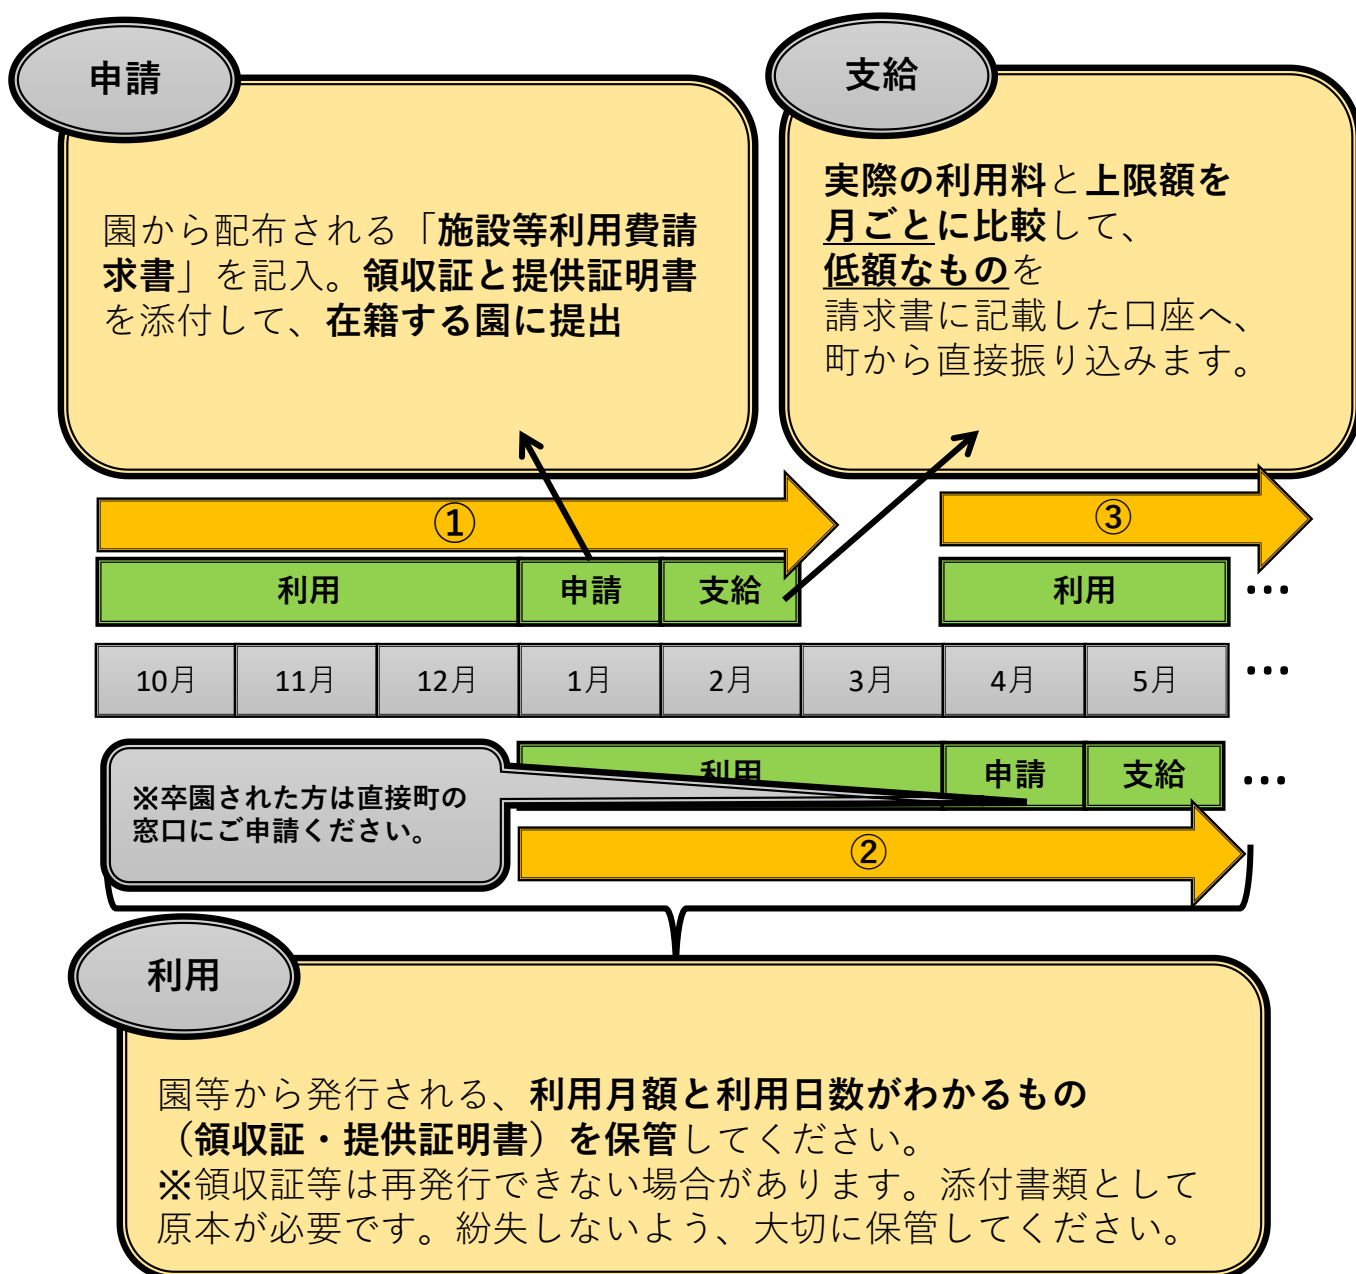 申請
園から配布される「施設等利用費請
求書」を記入。領収証と提供証明書
を添付して、在籍する園に提出
支給
実際の利用料と上限額を
月ごとに比較して、
低額なものを
請求書に記載した口座へ、
町から直接振り込みます。
①
③
利用
申請
支給
利用
…
10月
11月
12月
1月
2月
3月
4月
5月
…
利用
申請
支給
…
※卒園された方は直接町の
窓口にご申請ください。
②
利用
園等から発行される、利用月額と利用日数がわかるもの
（領収証・提供証明書）を保管してください。
※領収証等は再発行できない場合があります。添付書類として
原本が必要です。紛失しないよう、大切に保管してください。